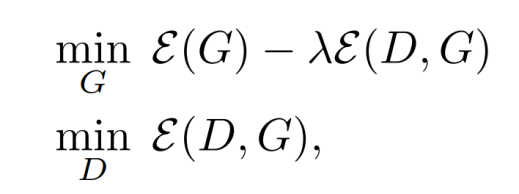 min_G ℰ(G) − λℰ(D, G)
min_D ℰ(D, G),